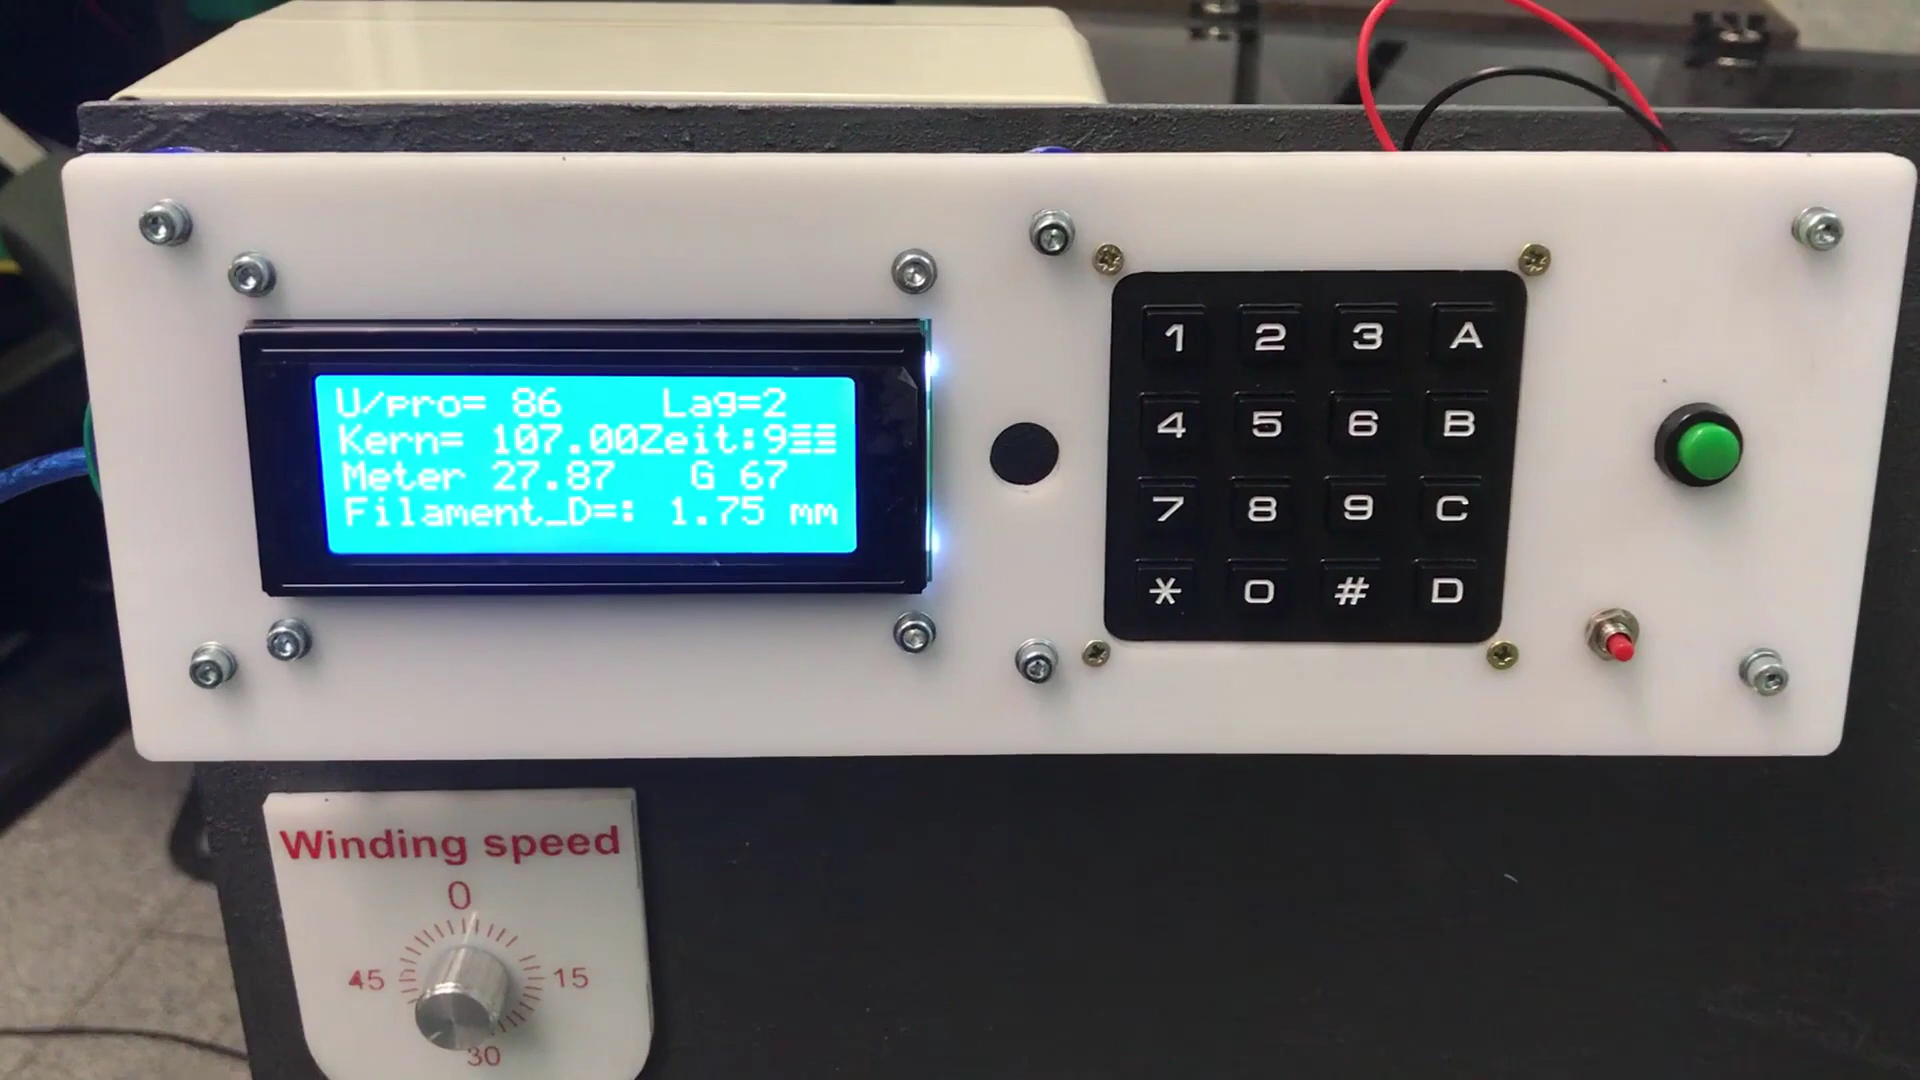 U/pro= 86 Lag=2
Kern= 107.00Zeit:9
Meter 27.87 G 67
Filament_D=: 1.75 mm
1 2 3 A
4 5 6 B
7 8 9 C
* 0 # D
Winding speed
0
45 15
30